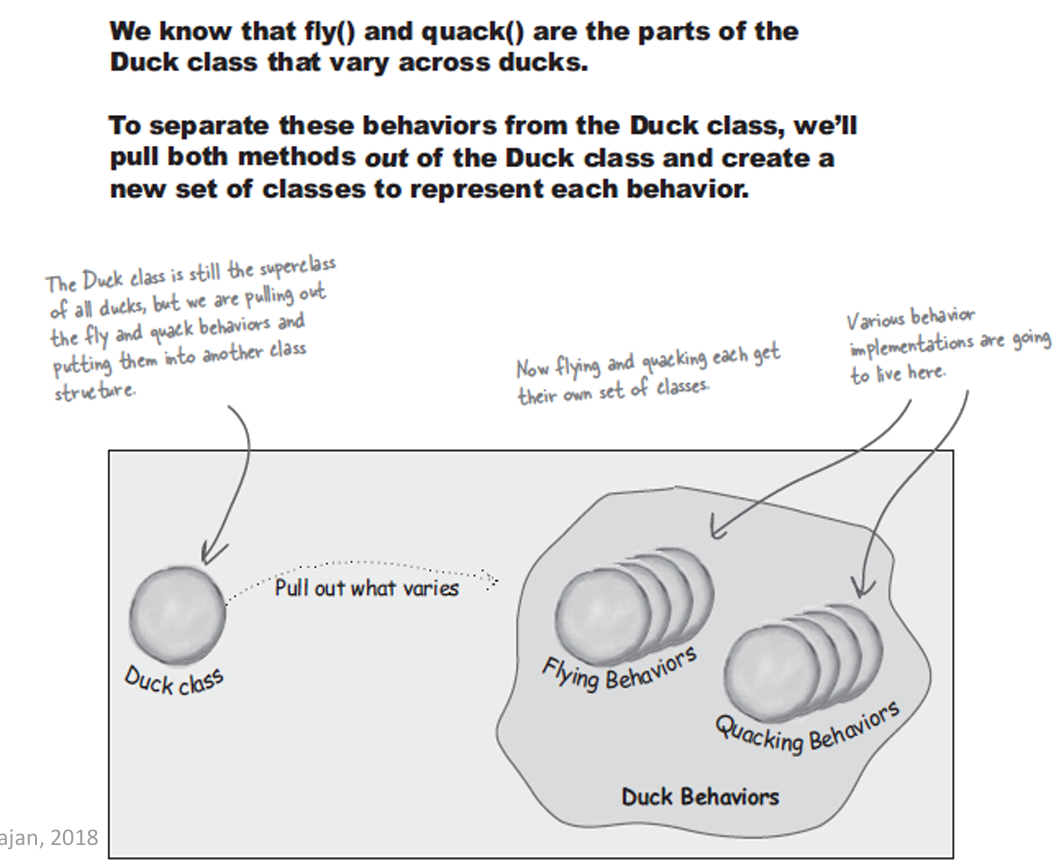 We know that fly() and quack() are the parts of the
Duck class that vary across ducks.
To separate these behaviors from the Duck class, we'll
pull both methods out of the Duck class and create a
new set of classes to represent each behavior.
The Duck class is still the superclass
of all ducks, but we are pulling out
the fly and quack behaviors and
putting them into another class
structure.
Now flying and quacking each get
their own set of classes.
Various behavior
implementations are going
to live here.
Pull out what varies
Duck class
Flying Behaviors
Quacking Behaviors
Duck Behaviors
ajan, 2018